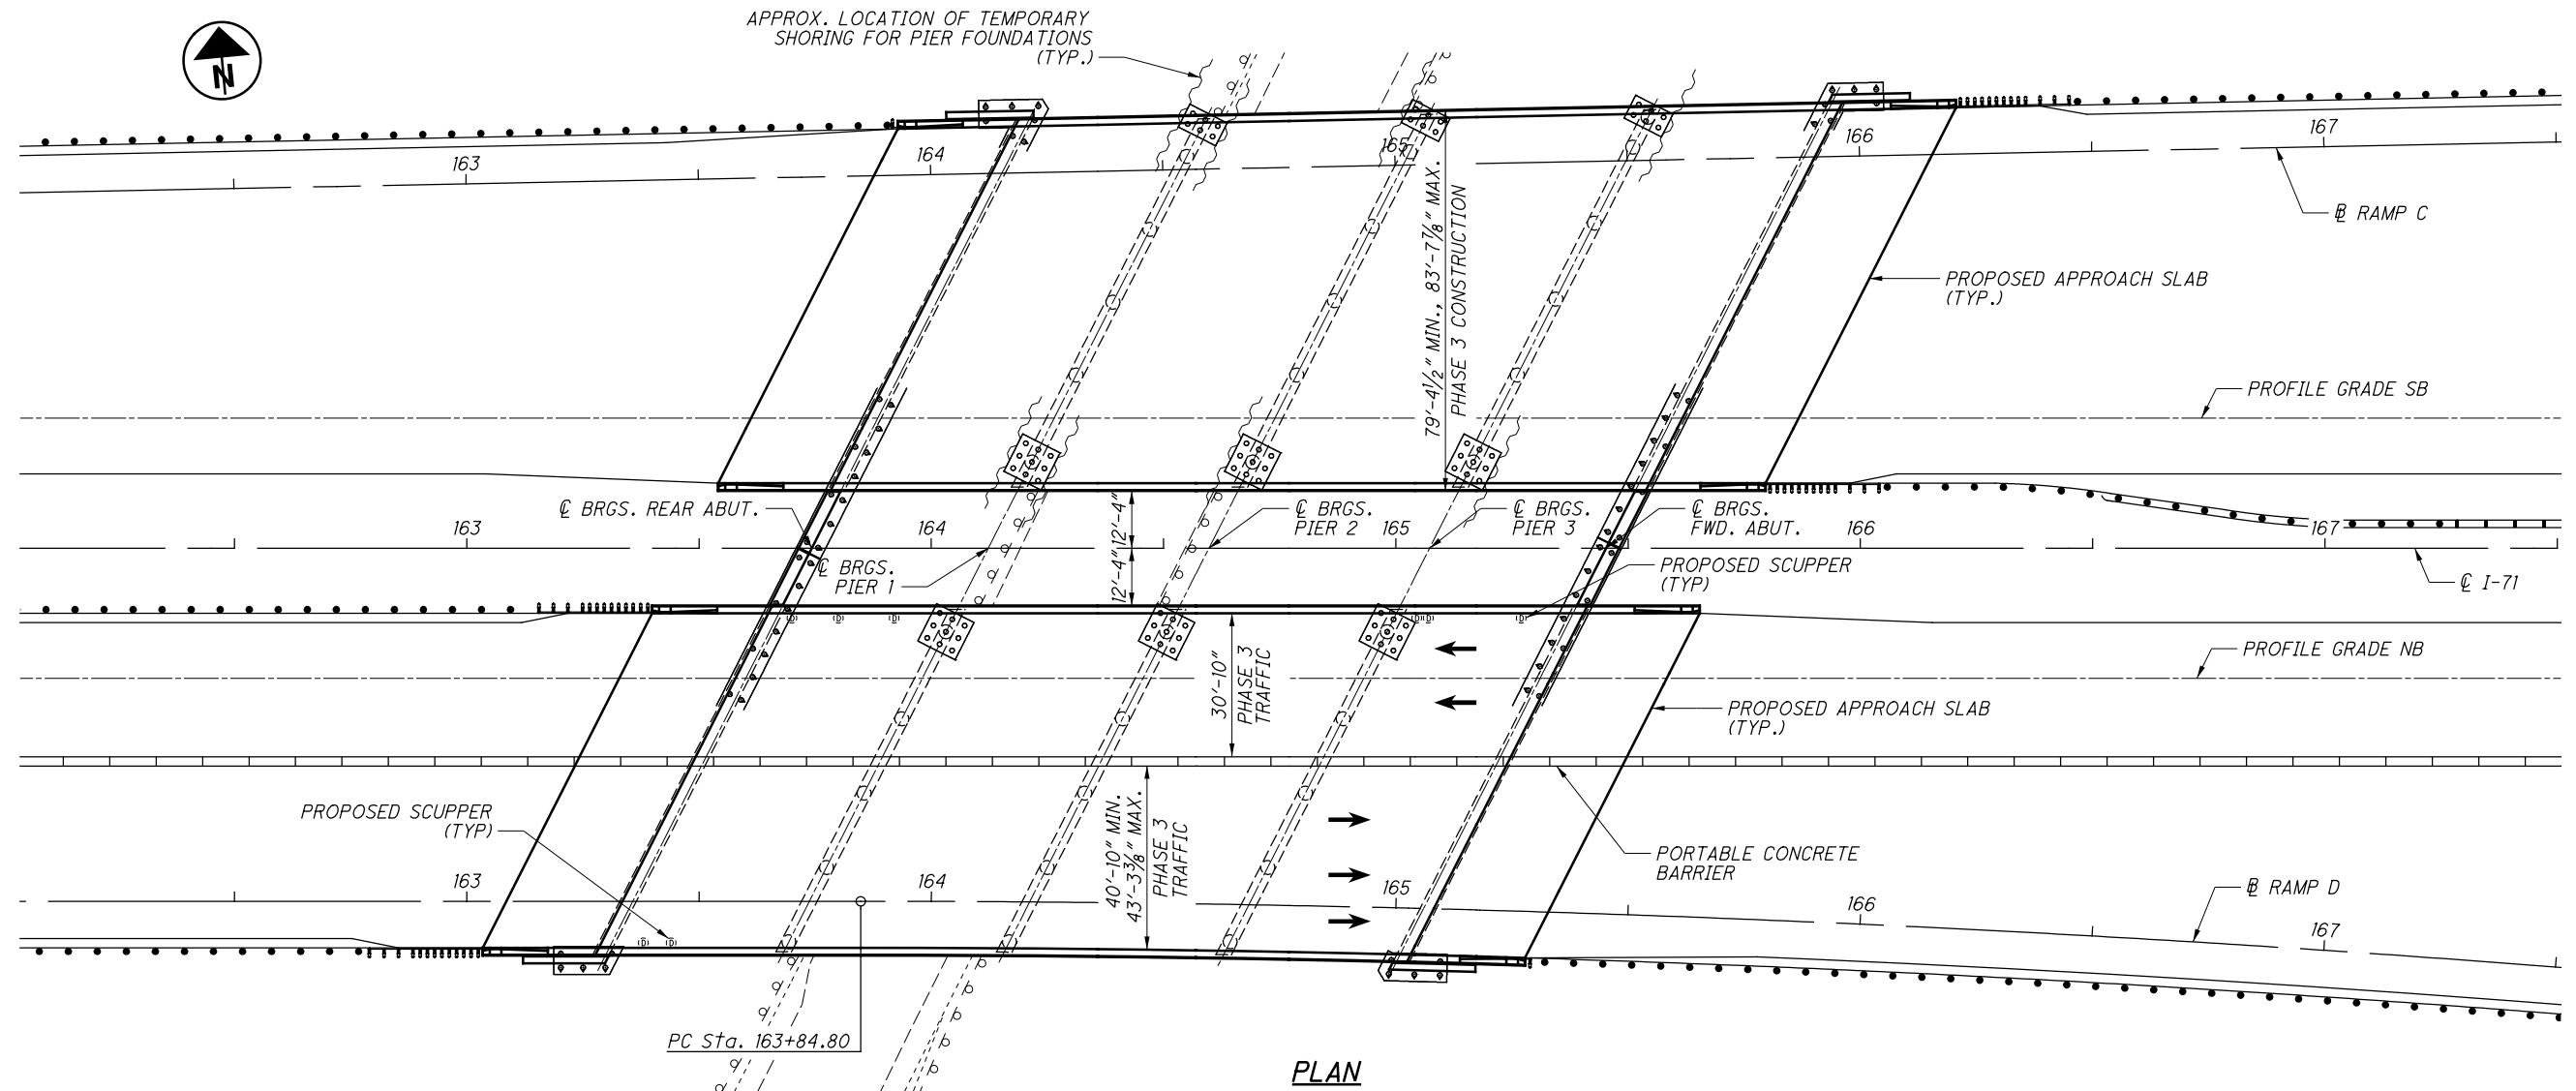 APPROX. LOCATION OF TEMPORARY
SHORING FOR PIER FOUNDATIONS
(TYP.)
N
163
164
165
166
167
℄ RAMP C
79'-4½" MIN., 83'-7⅞" MAX.
PHASE 3 CONSTRUCTION
PROPOSED APPROACH SLAB
(TYP.)
PROFILE GRADE SB
℄ BRGS. REAR ABUT.
163
164
℄ BRGS.
PIER 1
12'-4"
12'-4"
℄ BRGS.
PIER 2
165
℄ BRGS.
PIER 3
℄ BRGS.
FWD. ABUT.
166
167
℄ I-71
PROPOSED SCUPPER
(TYP)
30'-10"
PHASE 3
TRAFFIC
PROFILE GRADE NB
PROPOSED APPROACH SLAB
(TYP.)
PROPOSED SCUPPER
(TYP)
40'-10" MIN.
43'-3⅜" MAX.
PHASE 3
TRAFFIC
PORTABLE CONCRETE
BARRIER
163
164
165
166
167
℄ RAMP D
PC Sta. 163+84.80
PLAN